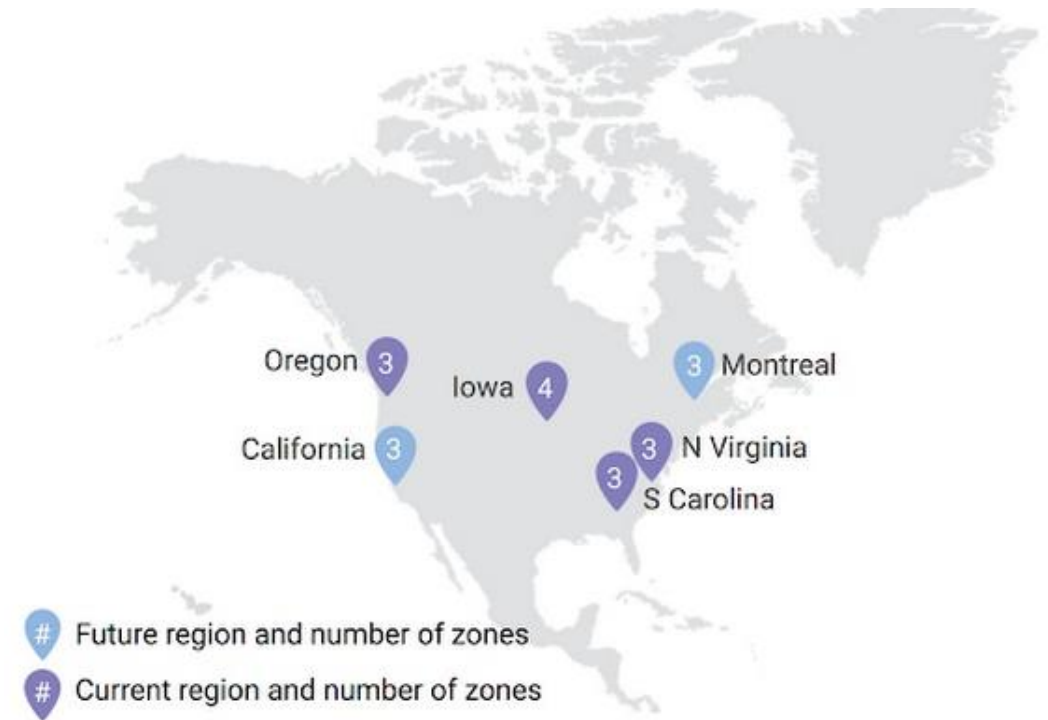 Oregon 3
Iowa 4
3 Montreal
California 3
3 N Virginia
3
S Carolina
# Future region and number of zones
# Current region and number of zones